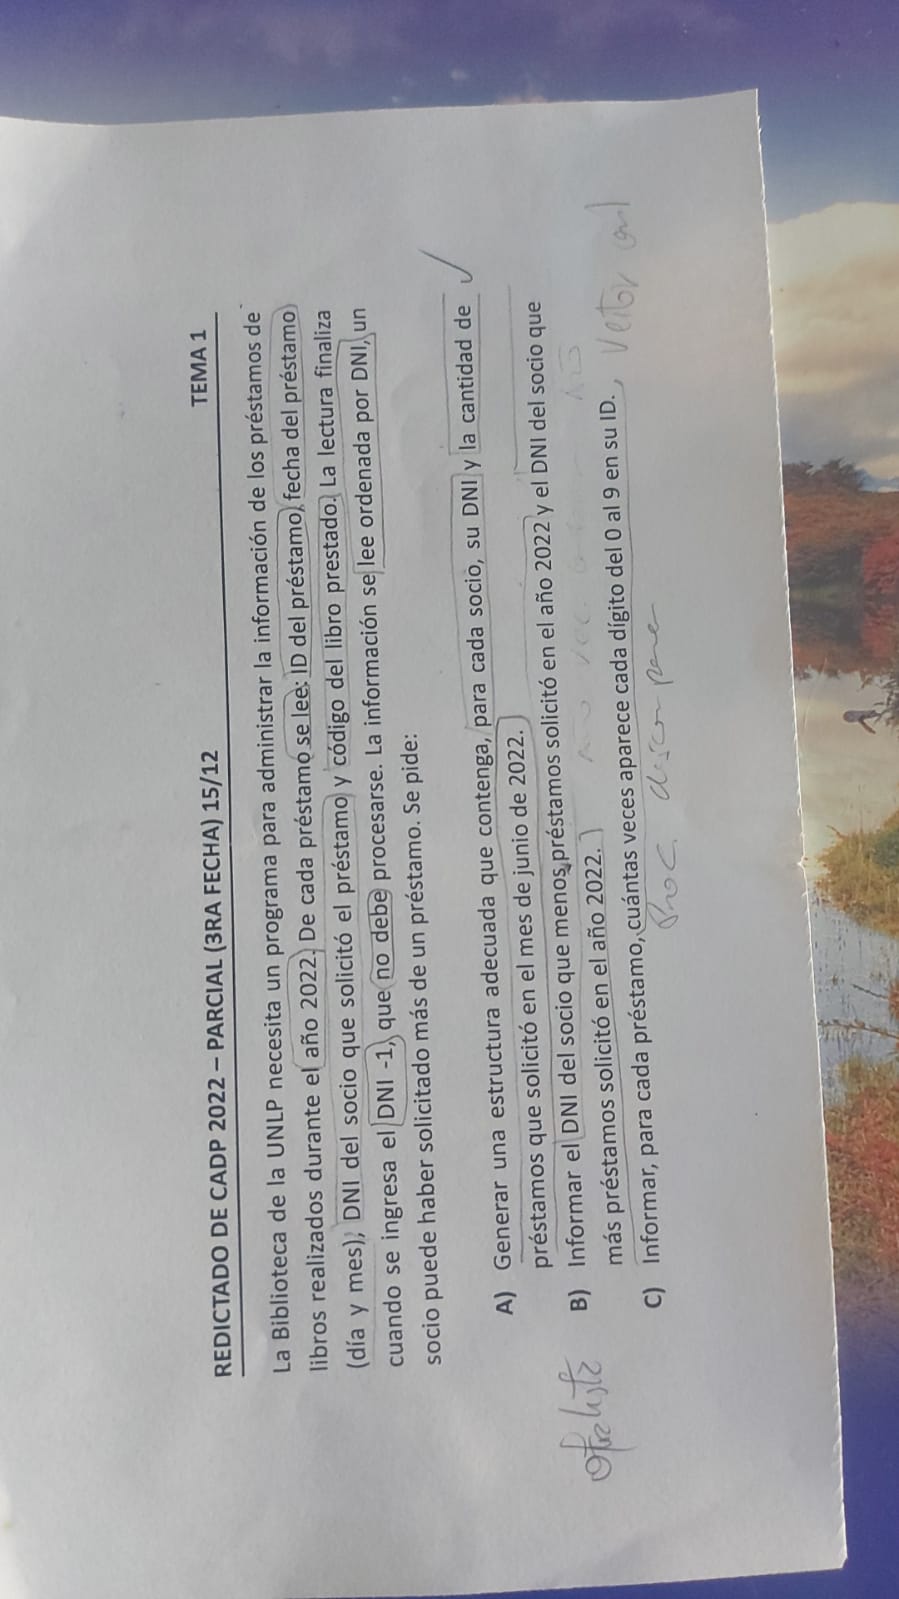 REDICTADO DE CADP 2022 – PARCIAL (3RA FECHA) 15/12 TEMA 1
La Biblioteca de la UNLP necesita un programa para administrar la información de los préstamos de
libros realizados durante el año 2022. De cada préstamo se lee: ID del préstamo, fecha del préstamo
(día y mes), DNI del socio que solicitó el préstamo y código del libro prestado. La lectura finaliza
cuando se ingresa el DNI -1, que no debe procesarse. La información se lee ordenada por DNI, un
socio puede haber solicitado más de un préstamo. Se pide:
A) Generar una estructura adecuada que contenga, para cada socio, su DNI y la cantidad de
préstamos que solicitó en el mes de junio de 2022.
B) Informar el DNI del socio que menos préstamos solicitó en el año 2022 y el DNI del socio que
otra lista
más préstamos solicitó en el año 2022.
C) Informar, para cada préstamo, cuántas veces aparece cada dígito del 0 al 9 en su ID. Vector
Proc. descomponer